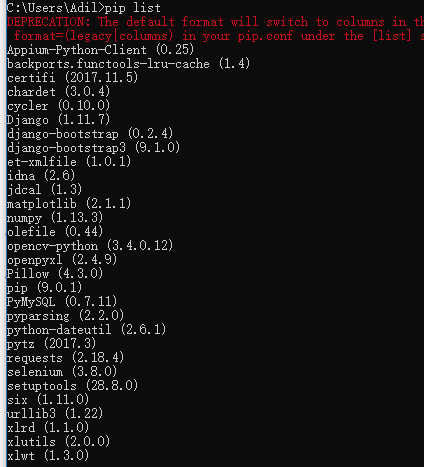 C:\Users\Adil>pip list
DEPRECATION: The default format will switch to columns in th
format=(legacy|columns) in your pip.conf under the [list] s
Appium-Python-Client (0.25)
backports.functools-lru-cache (1.4)
certifi (2017.11.5)
chardet (3.0.4)
cycler (0.10.0)
Django (1.11.7)
django-bootstrap (0.2.4)
django-bootstrap3 (9.1.0)
et-xmlfile (1.0.1)
idna (2.6)
jdcal (1.3)
matplotlib (2.1.1)
numpy (1.13.3)
olefile (0.44)
opencv-python (3.4.0.12)
openpyxl (2.4.9)
Pillow (4.3.0)
pip (9.0.1)
PyMySQL (0.7.11)
pyparsing (2.2.0)
python-dateutil (2.6.1)
pytz (2017.3)
requests (2.18.4)
selenium (3.8.0)
setuptools (28.8.0)
six (1.11.0)
urllib3 (1.22)
xlrd (1.1.0)
xlutils (2.0.0)
xlwt (1.3.0)